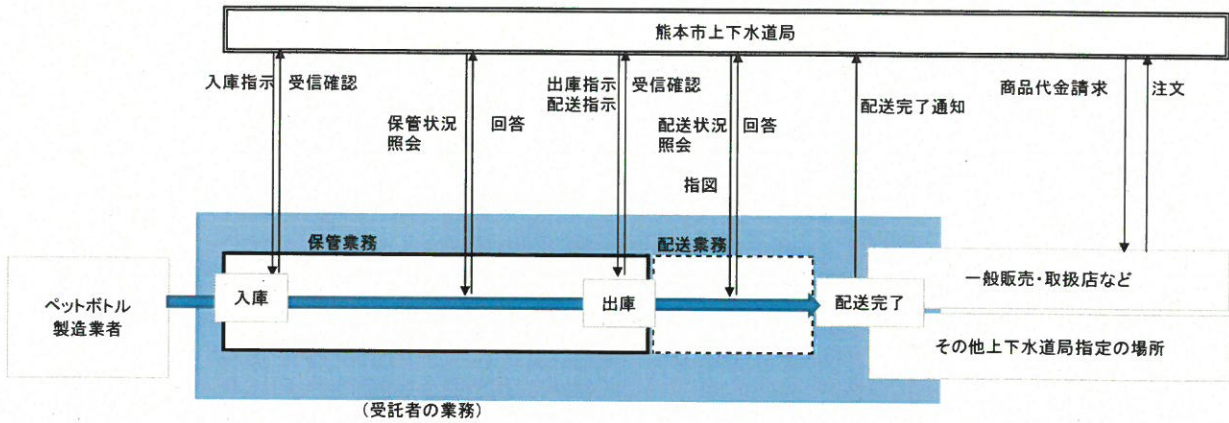 熊本市上下水道局
入庫指示
受信確認
保管状況
照会
回答
出庫指示
配送指示
受信確認
配送状況
照会
回答
指図
配送完了通知
商品代金請求
注文
保管業務
配送業務
ペットボトル
製造業者
入庫
出庫
配送完了
一般販売・取扱店など
その他上下水道局指定の場所
(受託者の業務)